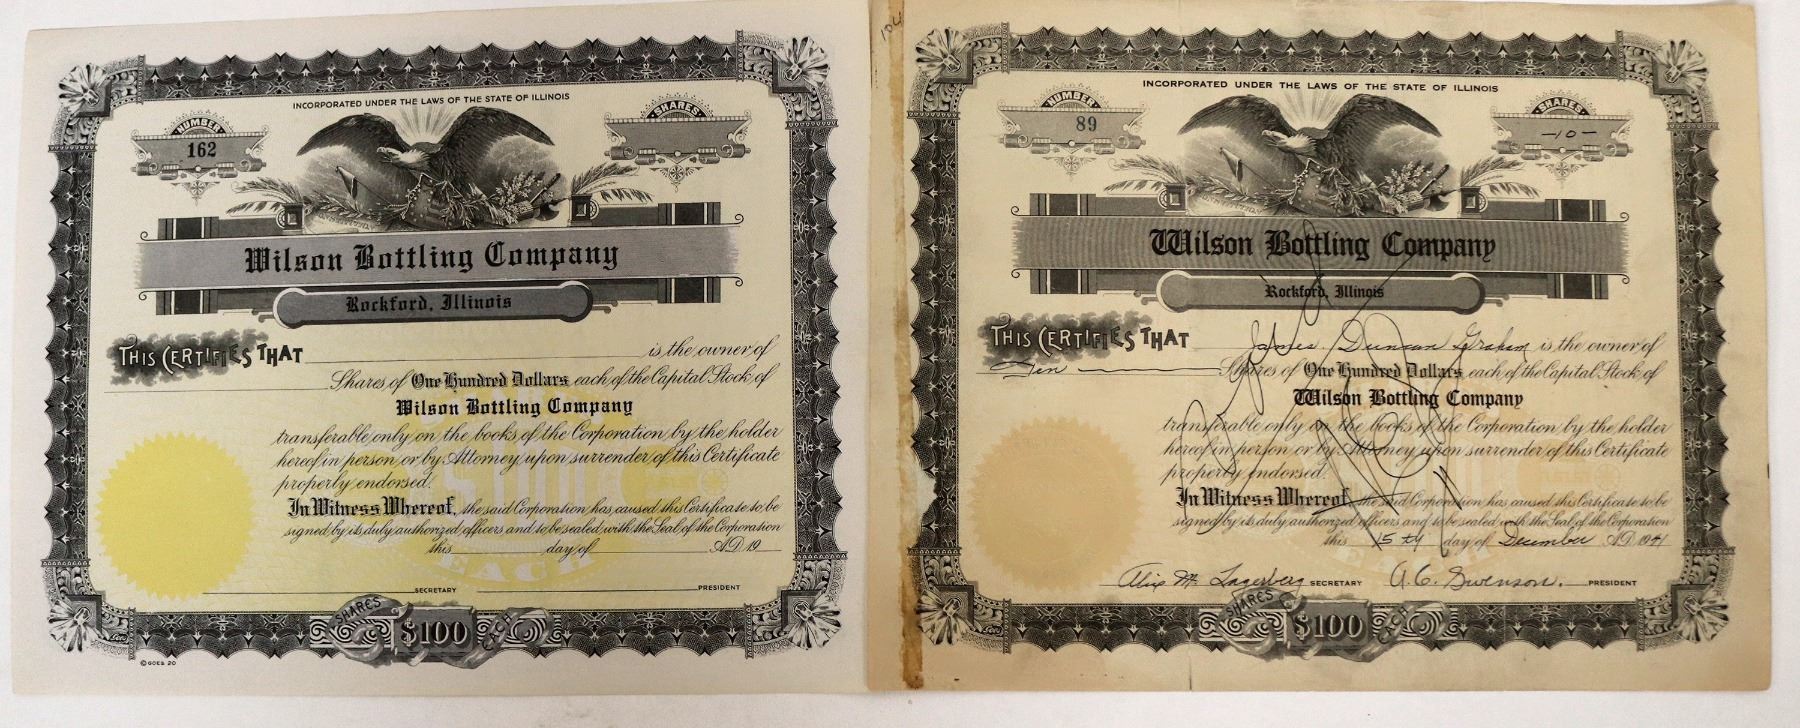 INCORPORATED UNDER THE LAWS OF THE STATE OF ILLINOIS
NUMBER
162
SHARES
Wilson Bottling Company
Rockford, Illinois
THIS CERTIFIES THAT is the owner of
Shares of One Hundred Dollars each of the Capital Stock of
Wilson Bottling Company
transferable only on the books of the Corporation by the holder
hereof in person or by Attorney upon surrender of this Certificate
properly endorsed.
In Witness Whereof, the said Corporation has caused this Certificate to be
signed by its duly authorized officers and to be sealed with the Seal of the Corporation
this day of A.D. 19
SECRETARY PRESIDENT
SHARES $100 EACH
© GOES 20
104
INCORPORATED UNDER THE LAWS OF THE STATE OF ILLINOIS
NUMBER
89
SHARES
-10-
Wilson Bottling Company
Rockford, Illinois
THIS CERTIFIES THAT James Duncan Graham is the owner of
Ten Shares of One Hundred Dollars each of the Capital Stock of
Wilson Bottling Company
transferable only on the books of the Corporation by the holder
hereof in person or by Attorney upon surrender of this Certificate
properly endorsed.
In Witness Whereof, the said Corporation has caused this Certificate to be
signed by its duly authorized officers and to be sealed with the Seal of the Corporation
this 15th day of December A.D. 1941
Alix M. Lagerberg SECRETARY A. C. Swenson. PRESIDENT
SHARES $100 EACH